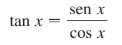 tan x = sen x / cos x